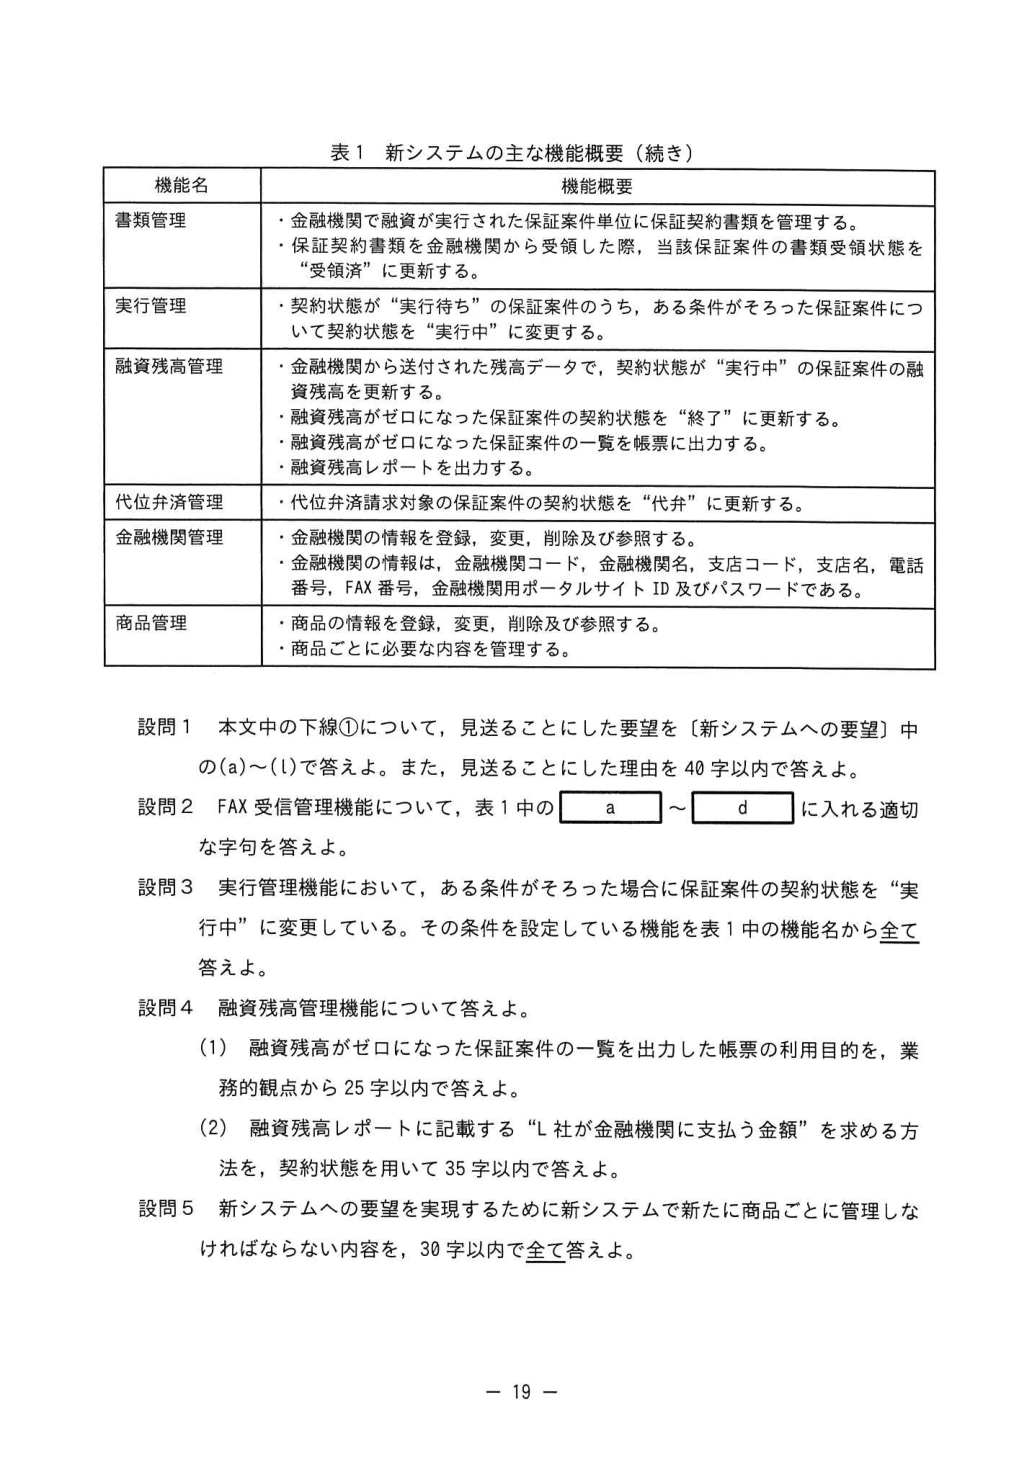 表1　新システムの主な機能概要（続き）
機能名　機能概要
書類管理　・金融機関で融資が実行された保証案件単位に保証契約書類を管理する。
・保証契約書類を金融機関から受領した際，当該保証案件の書類受領状態を
“受領済”に更新する。
実行管理　・契約状態が“実行待ち”の保証案件のうち，ある条件がそろった保証案件につ
いて契約状態を“実行中”に変更する。
融資残高管理　・金融機関から送付された残高データで，契約状態が“実行中”の保証案件の融
資残高を更新する。
・融資残高がゼロになった保証案件の契約状態を“終了”に更新する。
・融資残高がゼロになった保証案件の一覧を帳票に出力する。
・融資残高レポートを出力する。
代位弁済管理　・代位弁済請求対象の保証案件の契約状態を“代弁”に更新する。
金融機関管理　・金融機関の情報を登録，変更，削除及び参照する。
・金融機関の情報は，金融機関コード，金融機関名，支店コード，支店名，電話
番号，FAX 番号，金融機関用ポータルサイト ID 及びパスワードである。
商品管理　・商品の情報を登録，変更，削除及び参照する。
・商品ごとに必要な内容を管理する。
設問1　本文中の下線①について，見送ることにした要望を〔新システムへの要望〕中
の(a)～(l)で答えよ。また，見送ることにした理由を 40 字以内で答えよ。
設問2　FAX 受信管理機能について，表 1 中の a ～ d に入れる適切
な字句を答えよ。
設問3　実行管理機能において，ある条件がそろった場合に保証案件の契約状態を“実
行中”に変更している。その条件を設定している機能を表 1 中の機能名から全て
答えよ。
設問4　融資残高管理機能について答えよ。
(1)　融資残高がゼロになった保証案件の一覧を出力した帳票の利用目的を，業
務的観点から 25 字以内で答えよ。
(2)　融資残高レポートに記載する“L 社が金融機関に支払う金額”を求める方
法を，契約状態を用いて 35 字以内で答えよ。
設問5　新システムへの要望を実現するために新システムで新たに商品ごとに管理しな
ければならない内容を，30 字以内で全て答えよ。
— 19 —